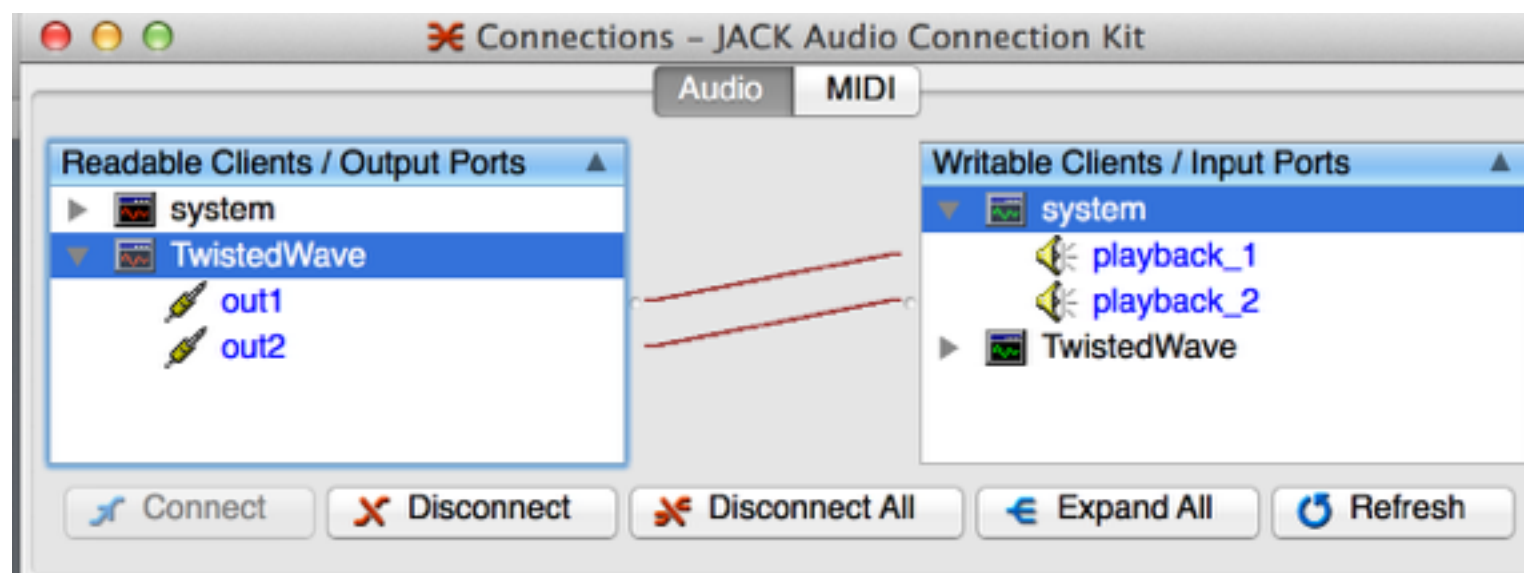 Connections – JACK Audio Connection Kit
Audio MIDI
Readable Clients / Output Ports
system
TwistedWave
out1
out2
Writable Clients / Input Ports
system
playback_1
playback_2
TwistedWave
Connect Disconnect Disconnect All Expand All Refresh